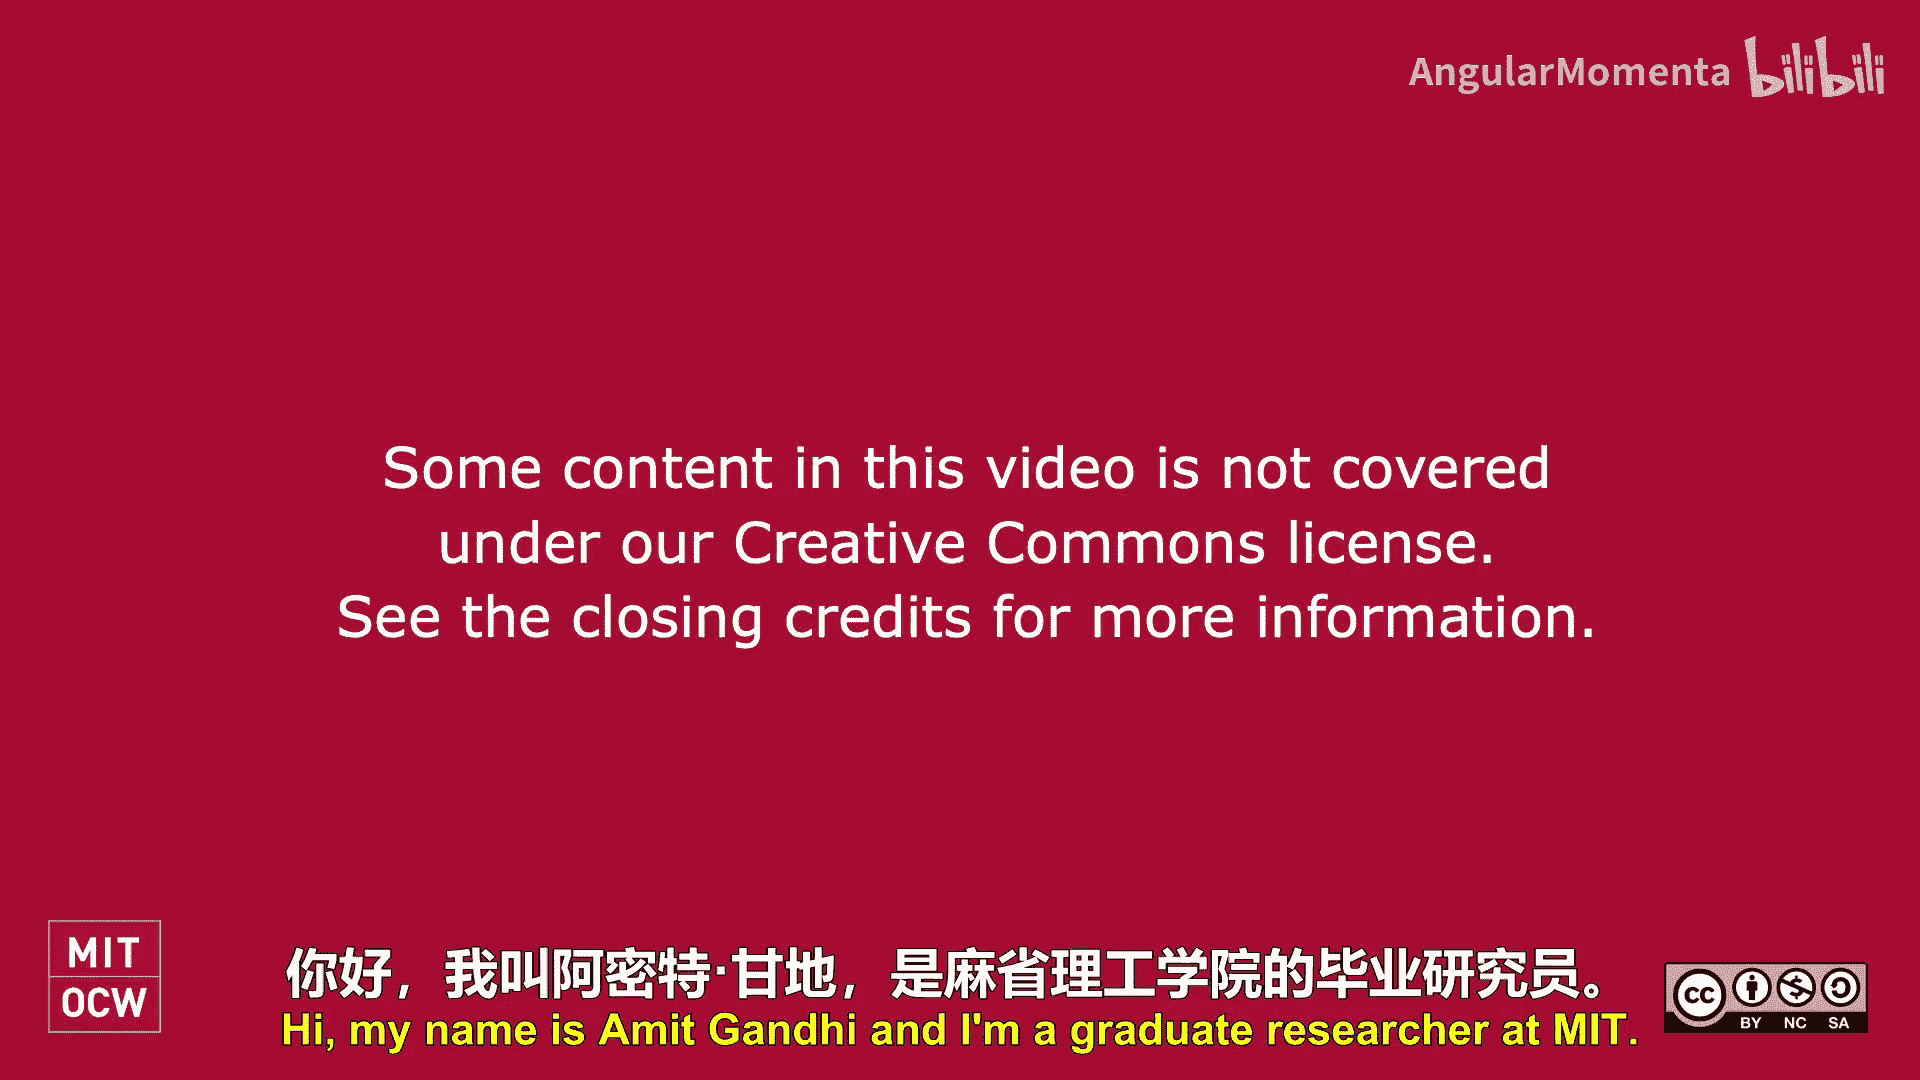 AngularMomenta bilibili
Some content in this video is not covered
under our Creative Commons license.
See the closing credits for more information.
MIT
OCW
你好，我叫阿密特·甘地，是麻省理工学院的毕业研究员。
Hi, my name is Amit Gandhi and I'm a graduate researcher at MIT.
cc
BY NC SA